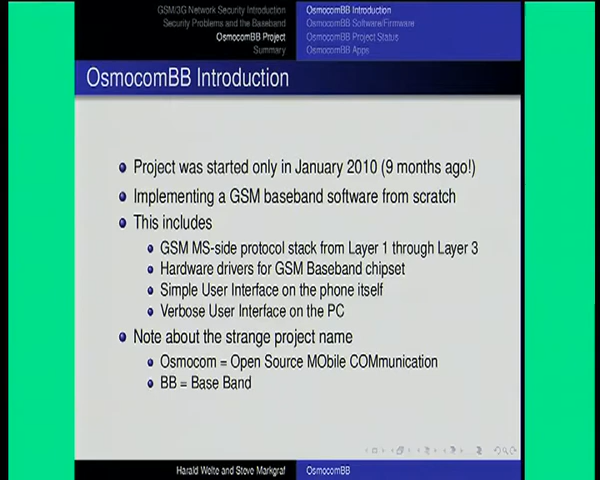 GSM/3G Network Security Introduction
Security Problems and the Baseband
OsmocomBB Project
Summary
OsmocomBB Introduction
OsmocomBB Software/Firmware
OsmocomBB Project Status
OsmocomBB Apps
OsmocomBB Introduction
Project was started only in January 2010 (9 months ago!)
Implementing a GSM baseband software from scratch
This includes
GSM MS-side protocol stack from Layer 1 through Layer 3
Hardware drivers for GSM Baseband chipset
Simple User Interface on the phone itself
Verbose User Interface on the PC
Note about the strange project name
Osmocom = Open Source MObile COMmunication
BB = Base Band
Harald Welte and Steve Markgraf
OsmocomBB